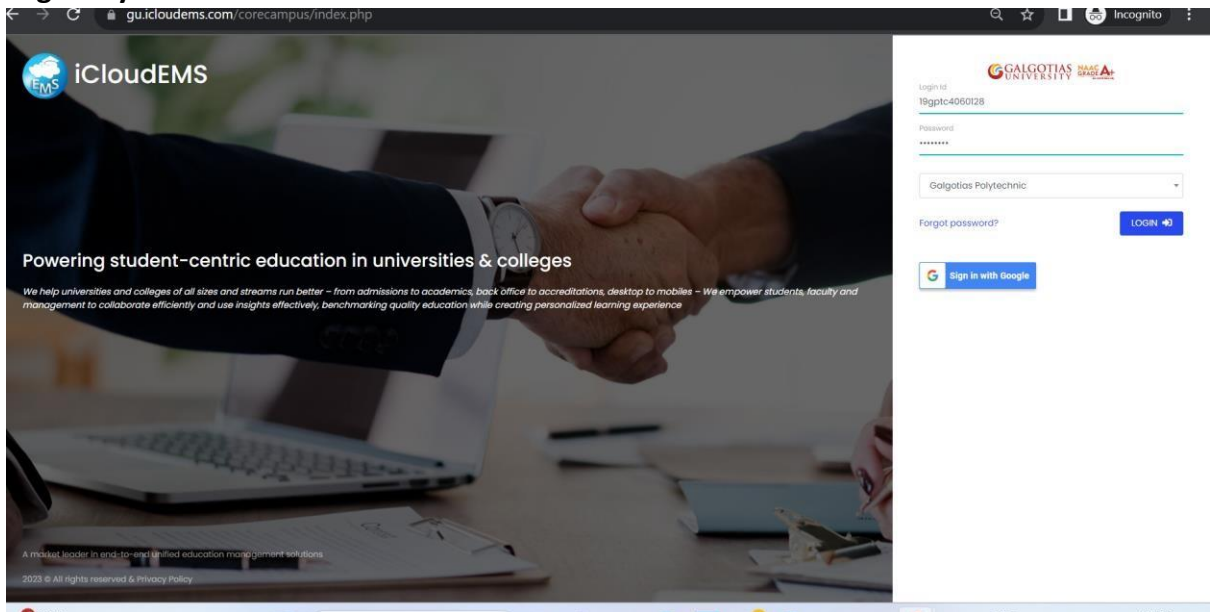 gu.icloudems.com/corecampus/index.php
Incognito
EMS
iCloudEMS
GALGOTIAS
UNIVERSITY
NAAC
GRADE A+
Login Id
19gptc4060128
Password
********
Galgotias Polytechnic
Forgot password?
LOGIN
G Sign in with Google
Powering student-centric education in universities & colleges
We help universities and colleges of all sizes and streams run better – from admissions to academics, back office to accreditations, desktop to mobiles – We empower students, faculty and
management to collaborate efficiently and use insights effectively, benchmarking quality education while creating personalized learning experience
A market leader in end-to-end unified education management solutions
2023 © All rights reserved & Privacy Policy